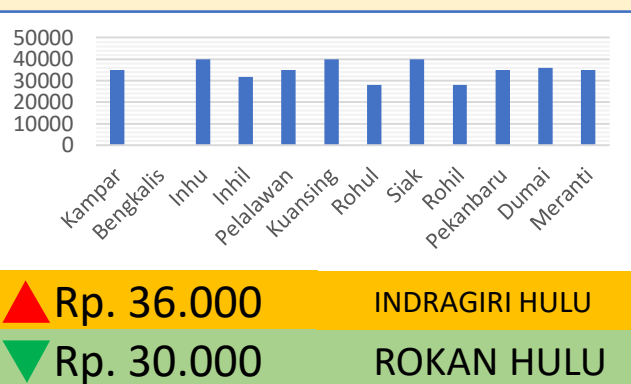 50000
40000
30000
20000
10000
0
Kampar
Bengkalis
Inhu
Inhil
Pelalawan
Kuansing
Rohul
Siak
Rohil
Pekanbaru
Dumai
Meranti
Rp. 36.000 INDRAGIRI HULU
Rp. 30.000 ROKAN HULU